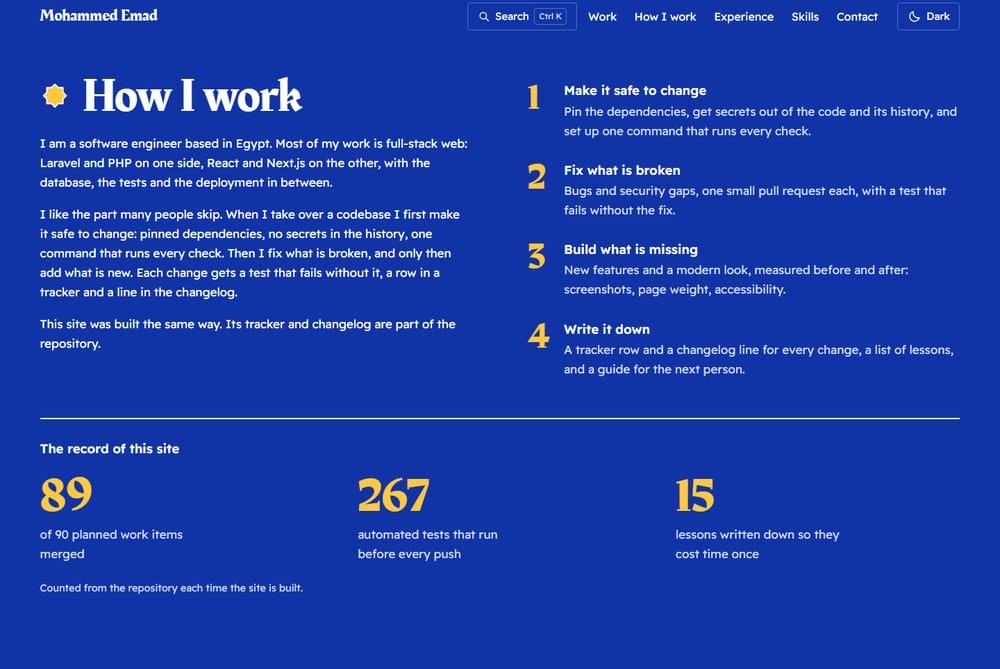 Mohammed Emad
Search Ctrl K Work How I work Experience Skills Contact Dark
How I work
I am a software engineer based in Egypt. Most of my work is full-stack web:
Laravel and PHP on one side, React and Next.js on the other, with the
database, the tests and the deployment in between.
I like the part many people skip. When I take over a codebase I first make
it safe to change: pinned dependencies, no secrets in the history, one
command that runs every check. Then I fix what is broken, and only then
add what is new. Each change gets a test that fails without it, a row in a
tracker and a line in the changelog.
This site was built the same way. Its tracker and changelog are part of the
repository.
1 Make it safe to change
Pin the dependencies, get secrets out of the code and its history, and
set up one command that runs every check.
2 Fix what is broken
Bugs and security gaps, one small pull request each, with a test that
fails without the fix.
3 Build what is missing
New features and a modern look, measured before and after:
screenshots, page weight, accessibility.
4 Write it down
A tracker row and a changelog line for every change, a list of lessons,
and a guide for the next person.
The record of this site
89
of 90 planned work items
merged
267
automated tests that run
before every push
15
lessons written down so they
cost time once
Counted from the repository each time the site is built.